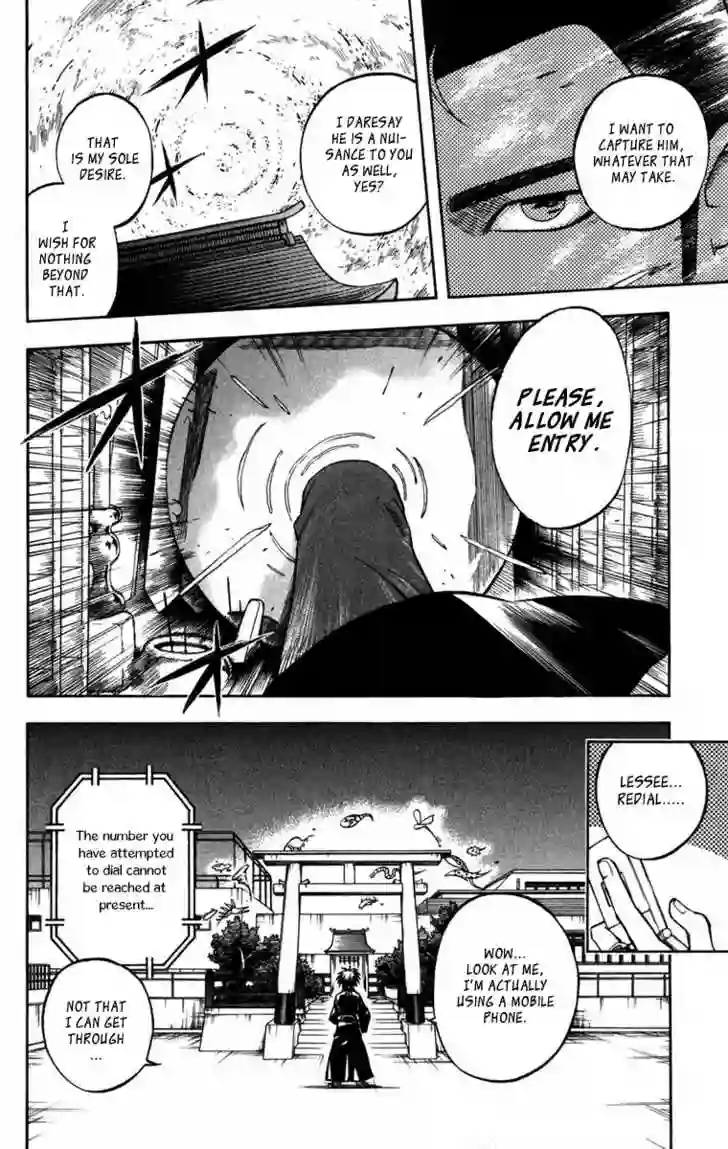 I WANT TO
CAPTURE HIM,
WHATEVER THAT
MAY TAKE.
I DARESAY
HE IS A NUI-
SANCE TO YOU
AS WELL,
YES?
THAT
IS MY SOLE
DESIRE.
I
WISH FOR
NOTHING
BEYOND
THAT.
PLEASE,
ALLOW ME
ENTRY.
LESSEE...
REDIAL.....
WOW...
LOOK AT ME,
I'M ACTUALLY
USING A MOBILE
PHONE.
The number you
have attempted
to dial cannot
be reached at
present...
NOT THAT
I CAN GET
THROUGH
...